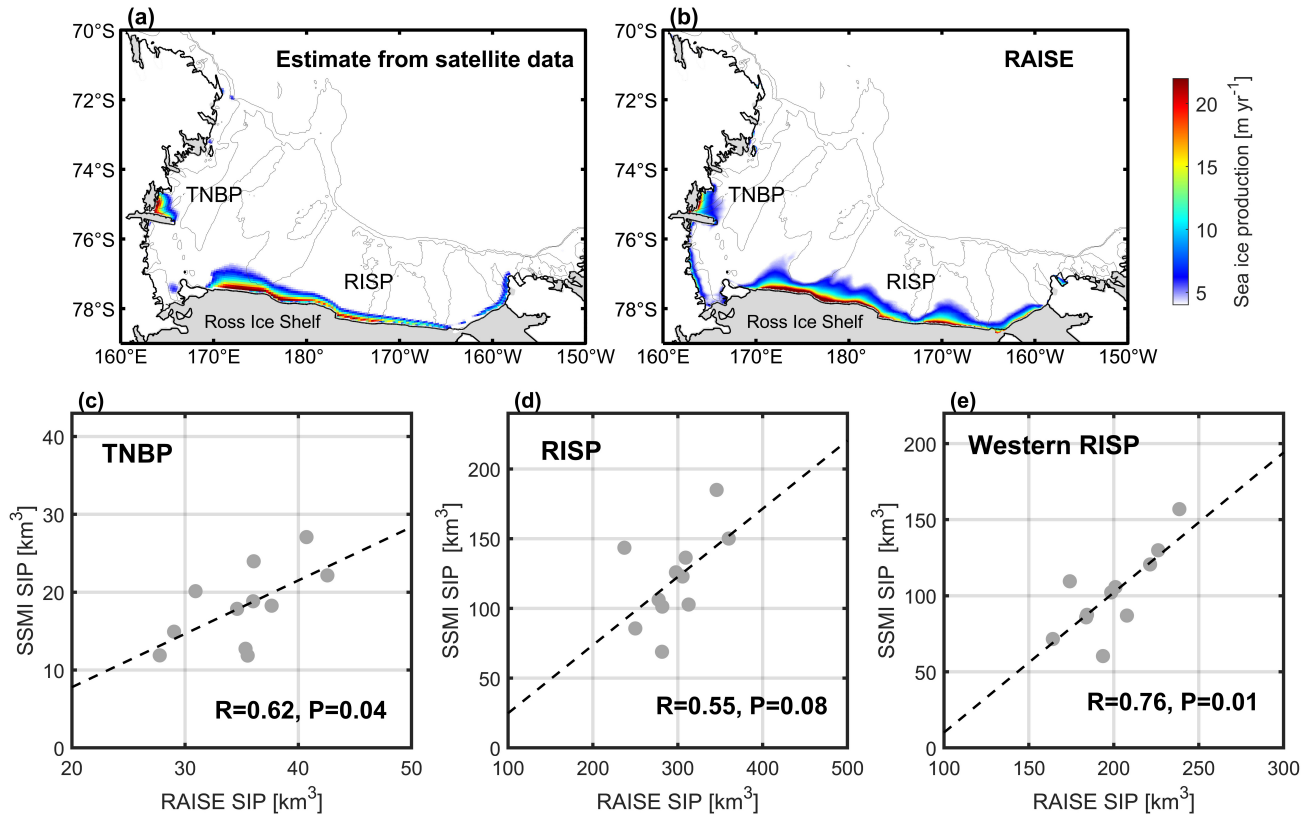 (a)
(b)
Estimate from satellite data
RAISE
70°S
72°S
74°S
76°S
78°S
TNBP
RISP
Ross Ice Shelf
160°E
170°E
180°
170°W
160°W
150°W
70°S
72°S
74°S
76°S
78°S
TNBP
RISP
Ross Ice Shelf
160°E
170°E
180°
170°W
160°W
150°W
20
15
10
5
Sea ice production [m yr⁻¹]
(c)
TNBP
R=0.62, P=0.04
40
30
20
10
0
SSMI SIP [km³]
20
30
40
50
RAISE SIP [km³]
(d)
RISP
R=0.55, P=0.08
200
150
100
50
0
SSMI SIP [km³]
100
200
300
400
500
RAISE SIP [km³]
(e)
Western RISP
R=0.76, P=0.01
200
150
100
50
0
SSMI SIP [km³]
100
150
200
250
300
RAISE SIP [km³]